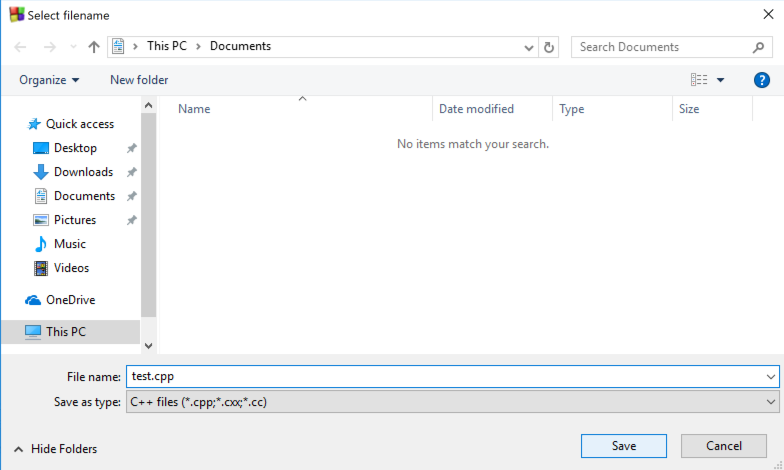 Select filename
This PC > Documents
Search Documents
Organize New folder
Name Date modified Type Size
No items match your search.
Quick access
Desktop
Downloads
Documents
Pictures
Music
Videos
OneDrive
This PC
File name: test.cpp
Save as type: C++ files (*.cpp;*.cxx;*.cc)
Hide Folders
Save Cancel